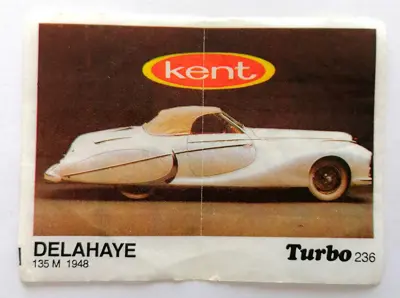 kent
DELAHAYE
135 M 1948
Turbo 236